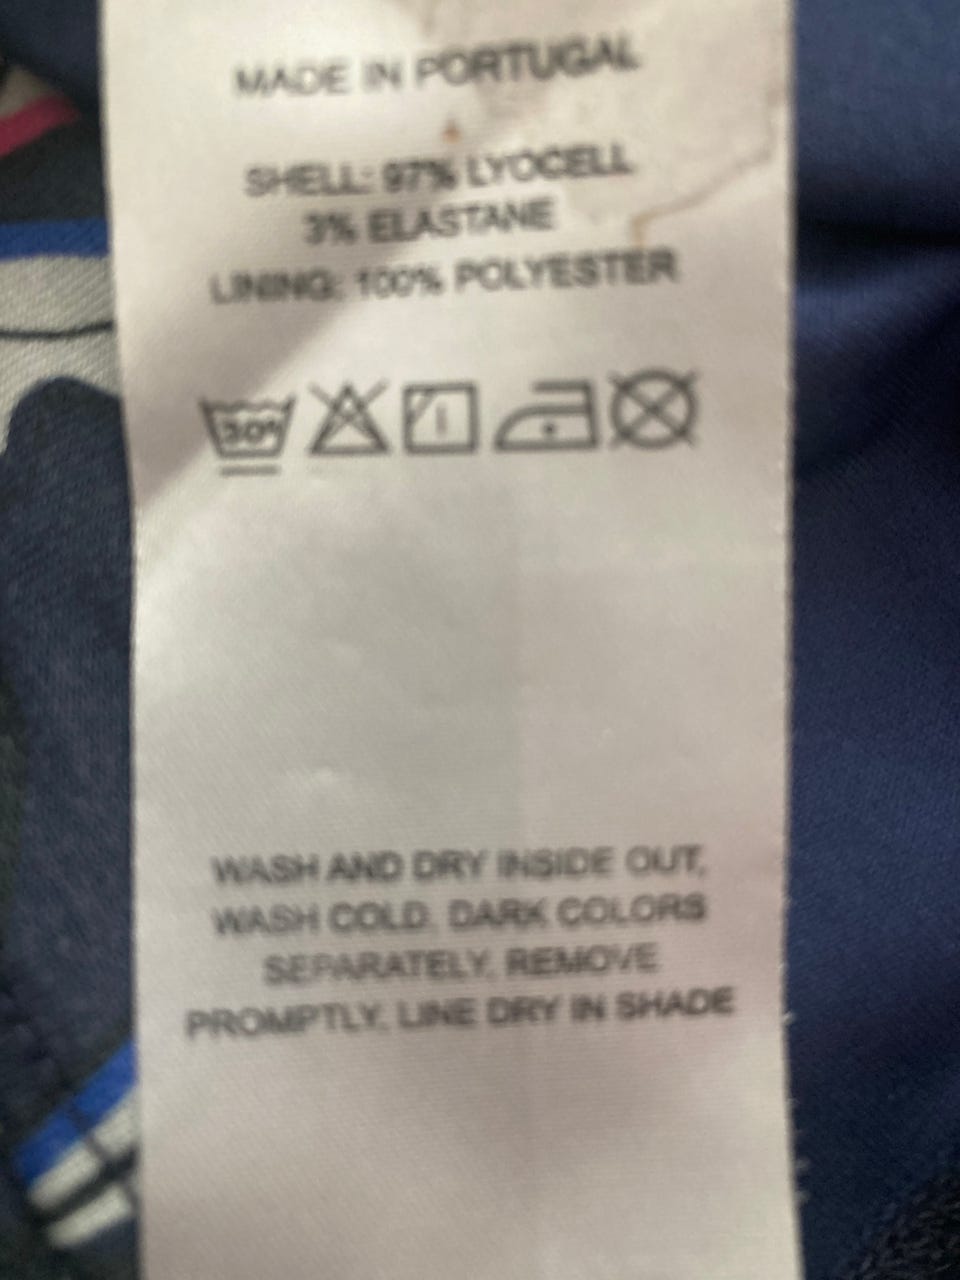 MADE IN PORTUGAL
SHELL: 97% LYOCELL
3% ELASTANE
LINING: 100% POLYESTER
30°
WASH AND DRY INSIDE OUT,
WASH COLD, DARK COLORS
SEPARATELY, REMOVE
PROMPTLY, LINE DRY IN SHADE